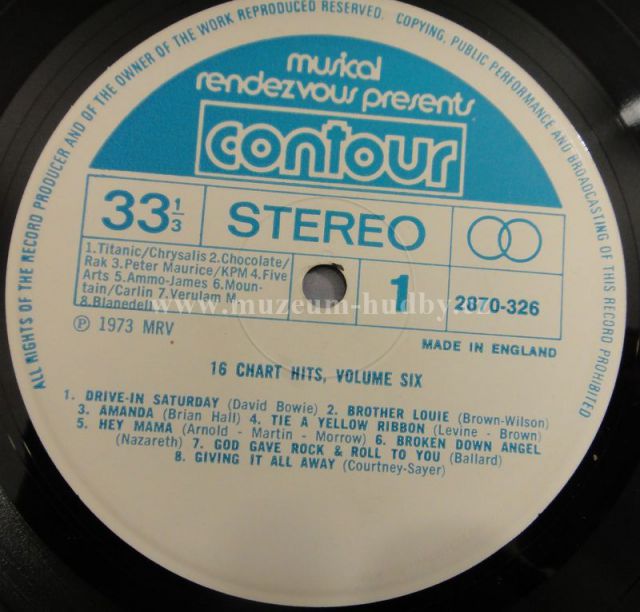 ALL RIGHTS OF THE RECORD PRODUCER AND OF THE OWNER OF THE WORK REPRODUCED RESERVED. COPYING, PUBLIC PERFORMANCE AND BROADCASTING OF THIS RECORD PROHIBITED
musical
rendezvous presents
contour
33 1/3
STEREO
1. Titanic/Chrysalis 2. Chocolate/
Rak 3. Peter Maurice/KPM 4. Five
Arts 5. Ammo-James 6. Moun-
tain/Carlin 7. Verulam M.
8. Blanedell
1
2870-326
www.muzeum-hudby.cz
Ⓟ 1973 MRV
MADE IN ENGLAND
16 CHART HITS, VOLUME SIX
1. DRIVE-IN SATURDAY (David Bowie) 2. BROTHER LOUIE (Brown-Wilson)
3. AMANDA (Brian Hall) 4. TIE A YELLOW RIBBON (Levine - Brown)
5. HEY MAMA (Arnold - Martin - Morrow) 6. BROKEN DOWN ANGEL
(Nazareth) 7. GOD GAVE ROCK & ROLL TO YOU (Ballard)
8. GIVING IT ALL AWAY (Courtney-Sayer)